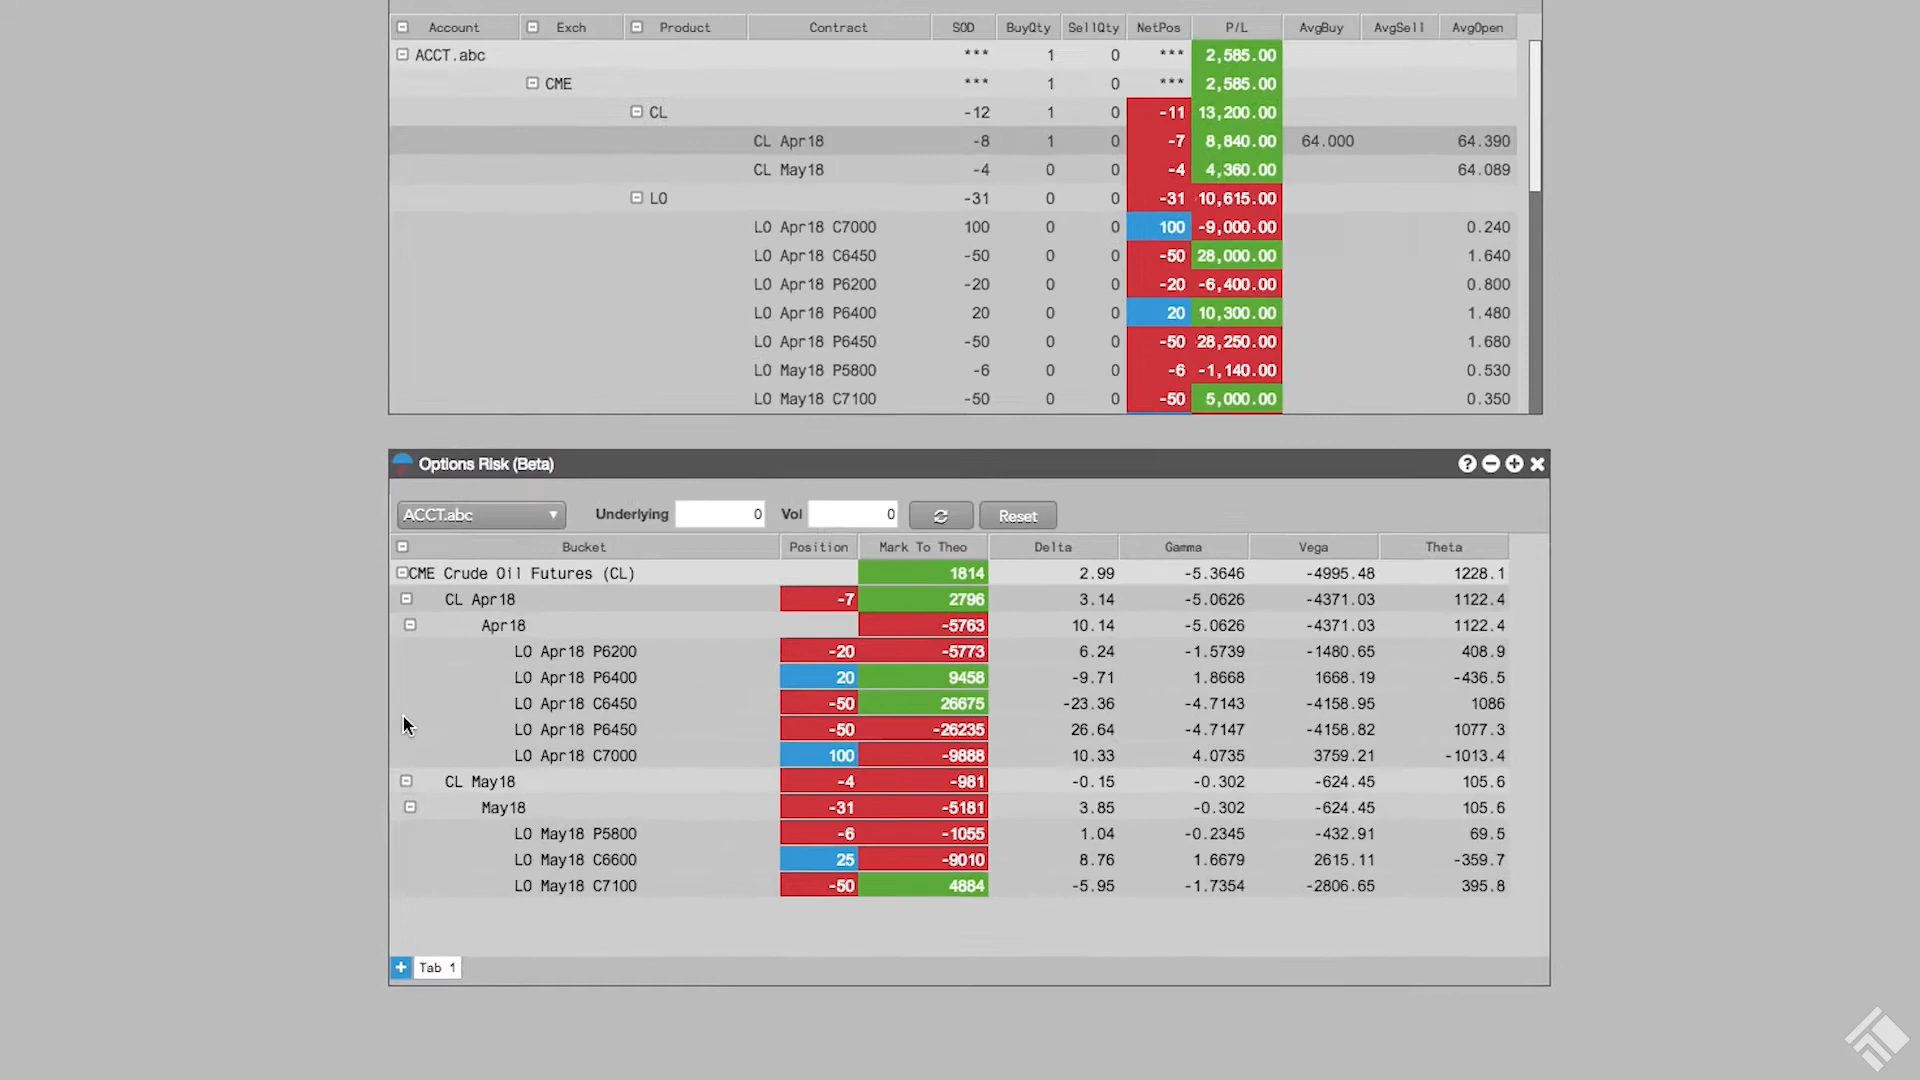 Account Exch Product Contract SOD BuyQty SellQty NetPos P/L AvgBuy AvgSell AvgOpen
ACCT.abc *** 1 0 *** 2,585.00
CME *** 1 0 *** 2,585.00
CL -12 1 0 -11 13,200.00
CL Apr18 -8 1 0 -7 8,840.00 64.000 64.390
CL May18 -4 0 0 -4 4,360.00 64.089
LO -31 0 0 -31 10,615.00
LO Apr18 C7000 100 0 0 100 -9,000.00 0.240
LO Apr18 C6450 -50 0 0 -50 28,000.00 1.640
LO Apr18 P6200 -20 0 0 -20 -6,400.00 0.800
LO Apr18 P6400 20 0 0 20 10,300.00 1.480
LO Apr18 P6450 -50 0 0 -50 28,250.00 1.680
LO May18 P5800 -6 0 0 -6 -1,140.00 0.530
LO May18 C7100 -50 0 0 -50 5,000.00 0.350
Options Risk (Beta)
ACCT.abc Underlying 0 Vol 0 Reset
Bucket Position Mark To Theo Delta Gamma Vega Theta
CME Crude Oil Futures (CL) 1814 2.99 -5.3646 -4995.48 1228.1
CL Apr18 -7 2796 3.14 -5.0626 -4371.03 1122.4
Apr18 -5763 10.14 -5.0626 -4371.03 1122.4
LO Apr18 P6200 -20 -5773 6.24 -1.5739 -1480.65 408.9
LO Apr18 P6400 20 9458 -9.71 1.8668 1668.19 -436.5
LO Apr18 C6450 -50 26675 -23.36 -4.7143 -4158.95 1086
LO Apr18 P6450 -50 -26235 26.64 -4.7147 -4158.82 1077.3
LO Apr18 C7000 100 -9888 10.33 4.0735 3759.21 -1013.4
CL May18 -4 -981 -0.15 -0.302 -624.45 105.6
May18 -31 -5181 3.85 -0.302 -624.45 105.6
LO May18 P5800 -6 -1055 1.04 -0.2345 -432.91 69.5
LO May18 C6600 25 -9010 8.76 1.6679 2615.11 -359.7
LO May18 C7100 -50 4884 -5.95 -1.7354 -2806.65 395.8
Tab 1